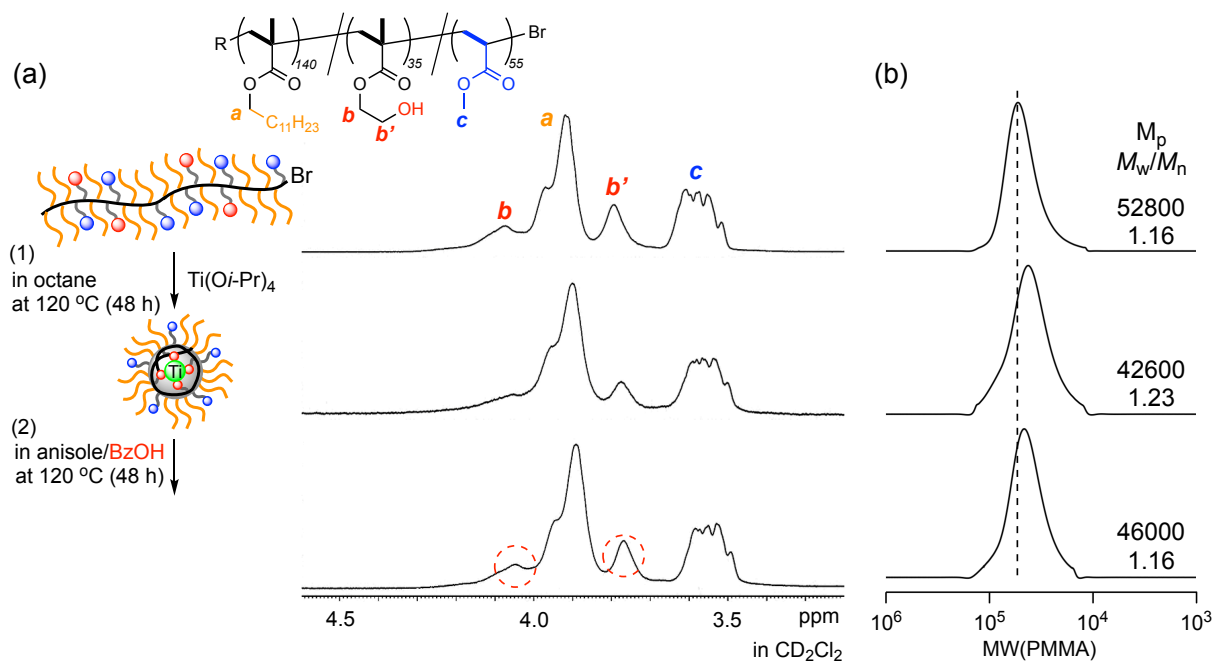 (a)
R
140
35
55
Br
O
O
O
O
O
O
OH
a
C11H23
b
b'
c
Br
(1)
in octane
at 120 °C (48 h)
Ti(Oi-Pr)4
Ti
(2)
in anisole/BzOH
at 120 °C (48 h)
b
a
b'
c
4.5
4.0
3.5
ppm
in CD2Cl2
(b)
Mp
Mw/Mn
52800
1.16
42600
1.23
46000
1.16
10^6
10^5
10^4
10^3
MW(PMMA)